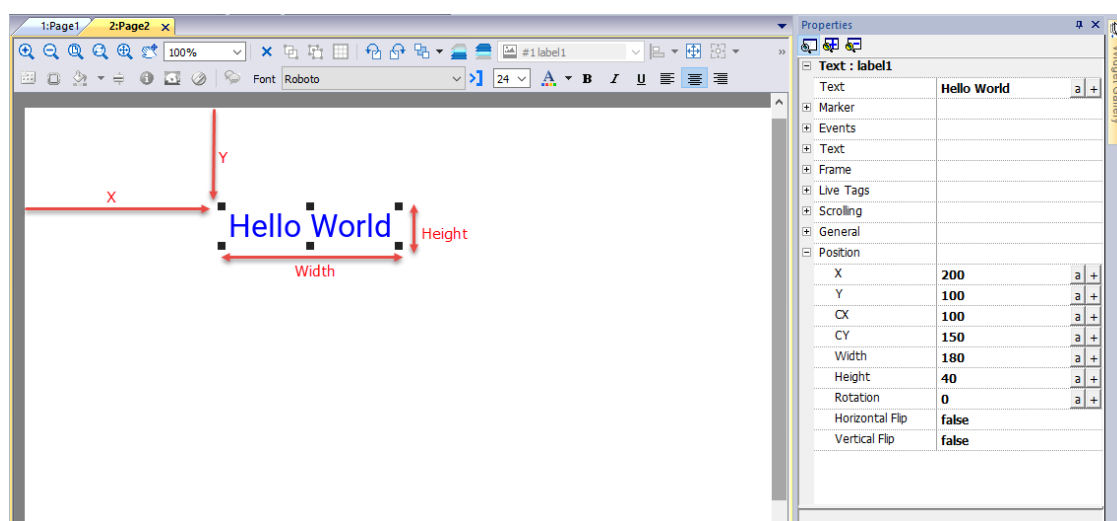 1:Page1 2:Page2 Properties
100% #1 label1
Font Roboto 24 A B I U
Text : label1
Text Hello World a +
Marker
Events
Text
Frame
Live Tags
Scrolling
General
Position
X 200 a +
Y 100 a +
CX 100 a +
CY 150 a +
Width 180 a +
Height 40 a +
Rotation 0 a +
Horizontal Flip false
Vertical Flip false
Y
X
Hello World
Height
Width
Widget Gallery